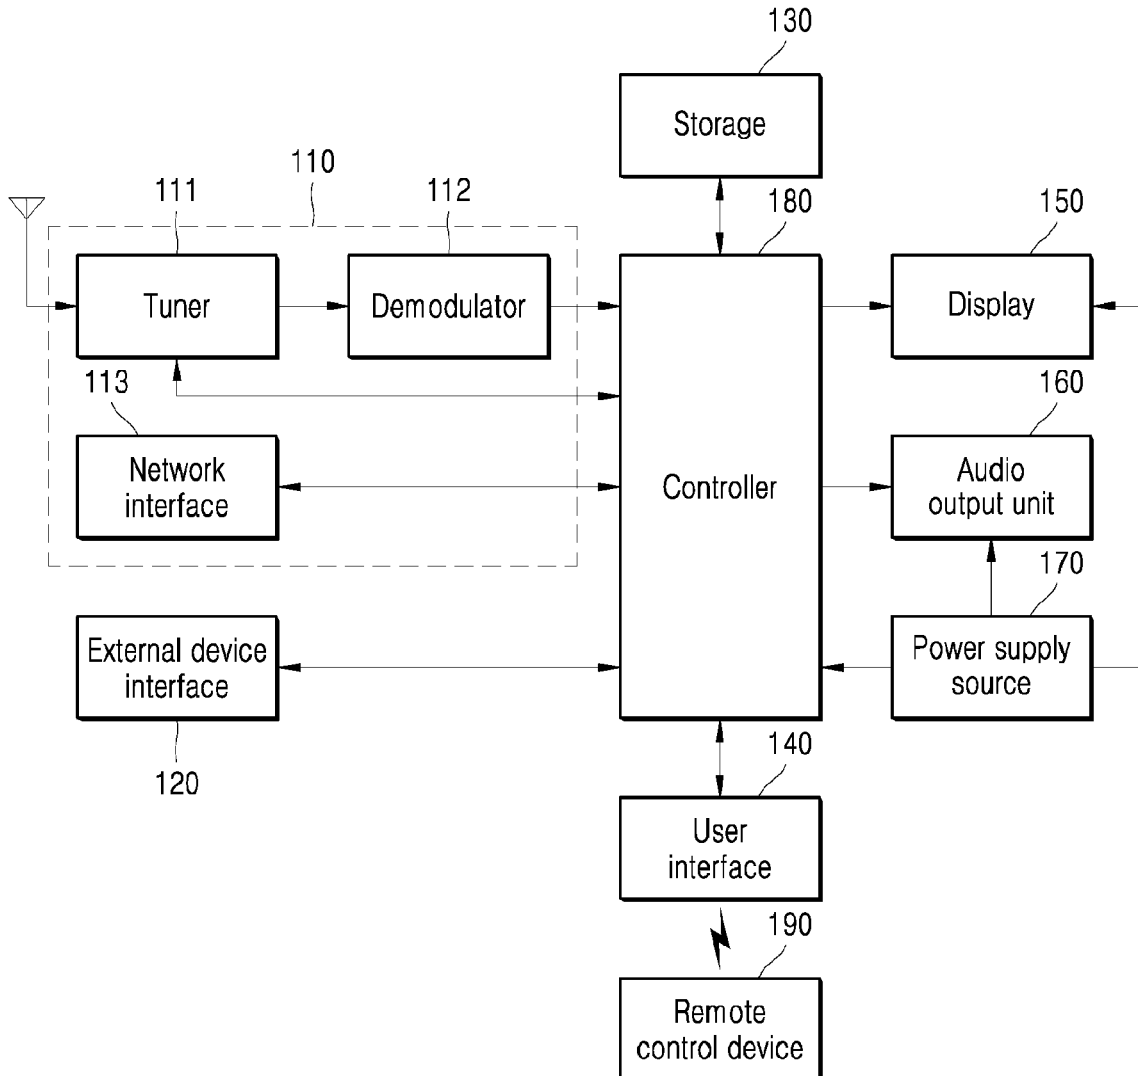 130
Storage
110
111
112
180
150
Tuner
Demodulator
Display
113
160
Network
interface
Controller
Audio
output unit
170
External device
interface
Power supply
source
120
140
User
interface
190
Remote
control device